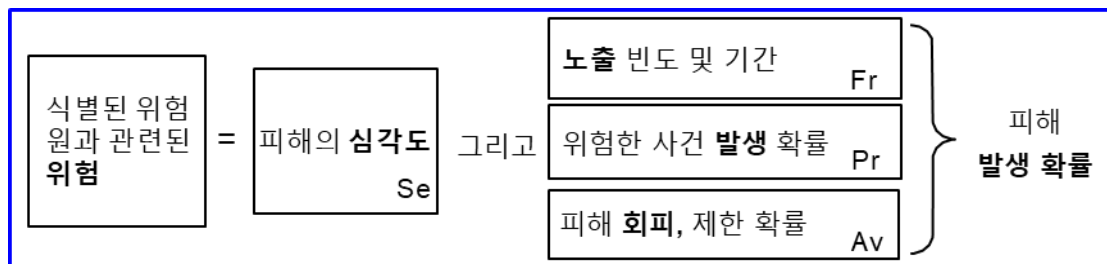 식별된 위험
원과 관련된
위험
=
피해의 심각도
Se
그리고
노출 빈도 및 기간
Fr
위험한 사건 발생 확률
Pr
피해 회피, 제한 확률
Av
피해
발생 확률